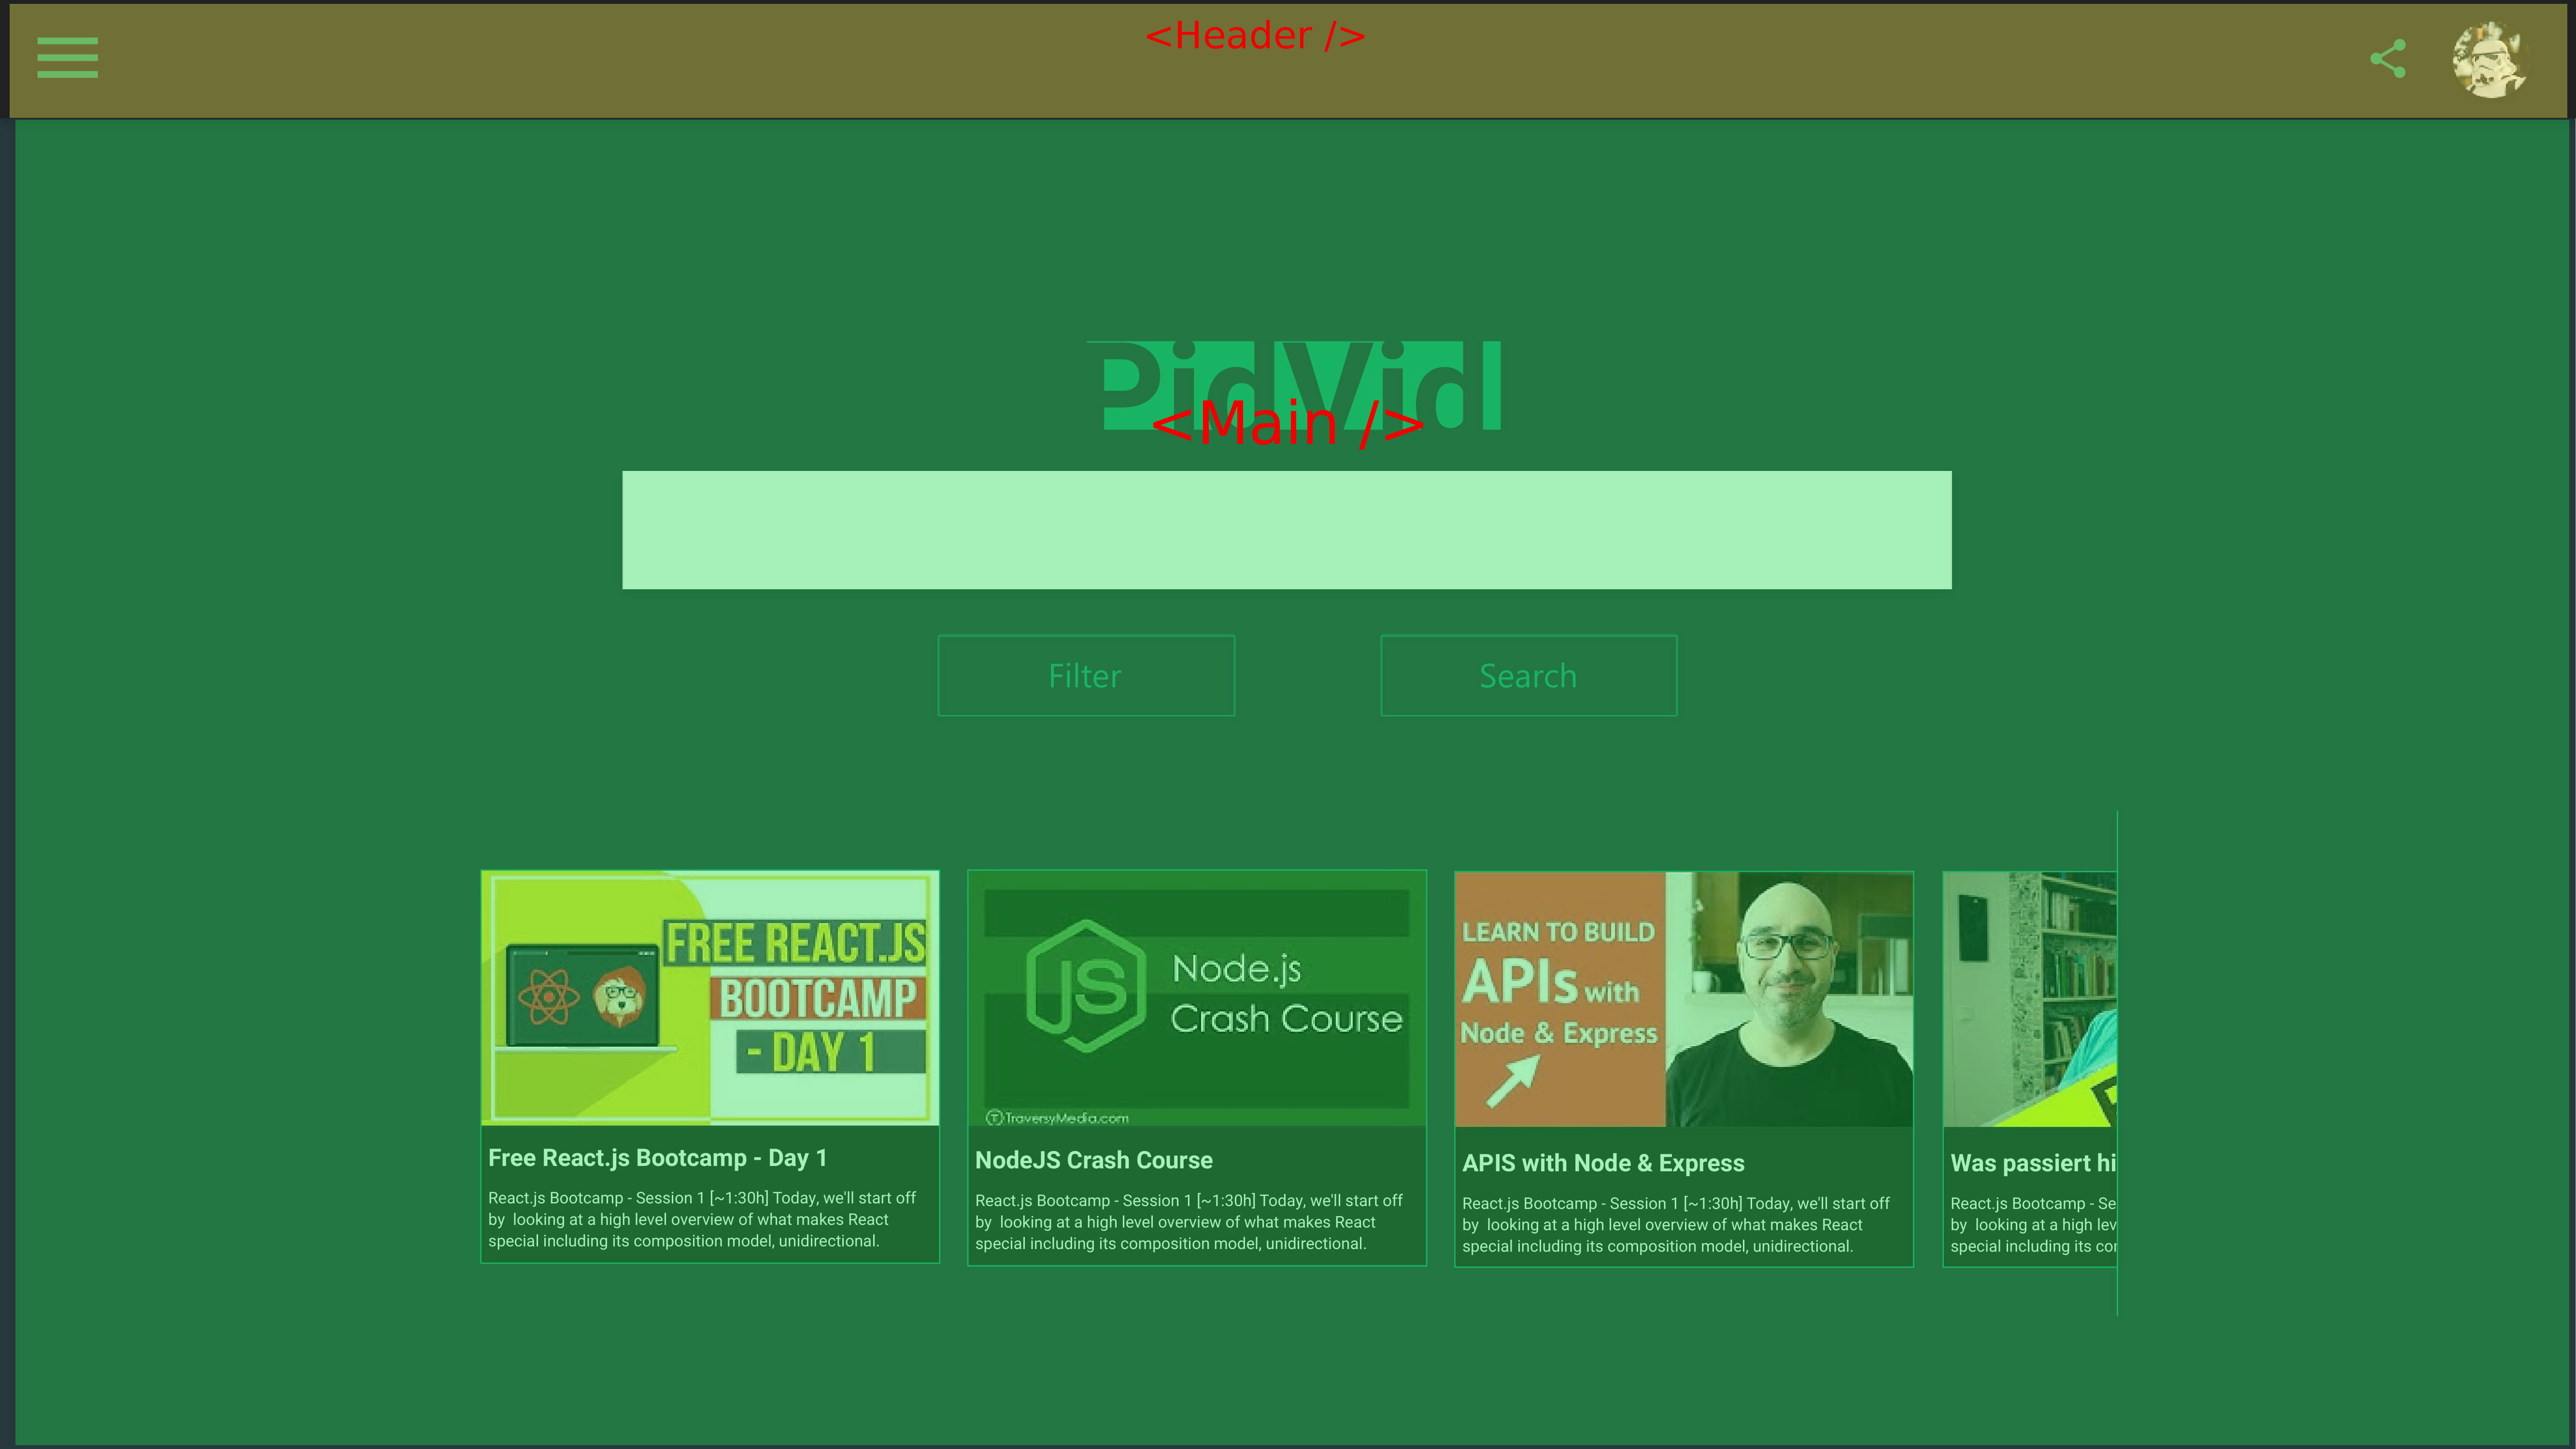 <Header />
PidVid
<Main />
Filter
Search
FREE REACT.JS
BOOTCAMP
- DAY 1
Free React.js Bootcamp - Day 1
React.js Bootcamp - Session 1 [~1:30h] Today, we'll start off
by looking at a high level overview of what makes React
special including its composition model, unidirectional.
JS
Node.js
Crash Course
TraversyMedia.com
NodeJS Crash Course
React.js Bootcamp - Session 1 [~1:30h] Today, we'll start off
by looking at a high level overview of what makes React
special including its composition model, unidirectional.
LEARN TO BUILD
APIs with
Node & Express
APIS with Node & Express
React.js Bootcamp - Session 1 [~1:30h] Today, we'll start off
by looking at a high level overview of what makes React
special including its composition model, unidirectional.
Was passiert hi
React.js Bootcamp - Se
by looking at a high lev
special including its cor